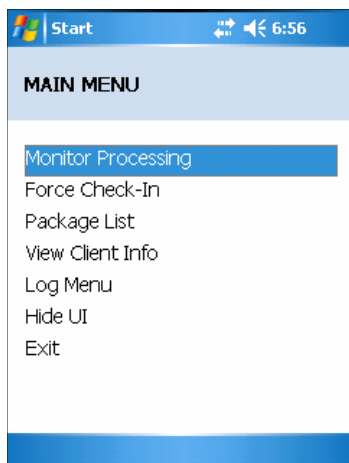 Start 6:56
MAIN MENU
Monitor Processing
Force Check-In
Package List
View Client Info
Log Menu
Hide UI
Exit